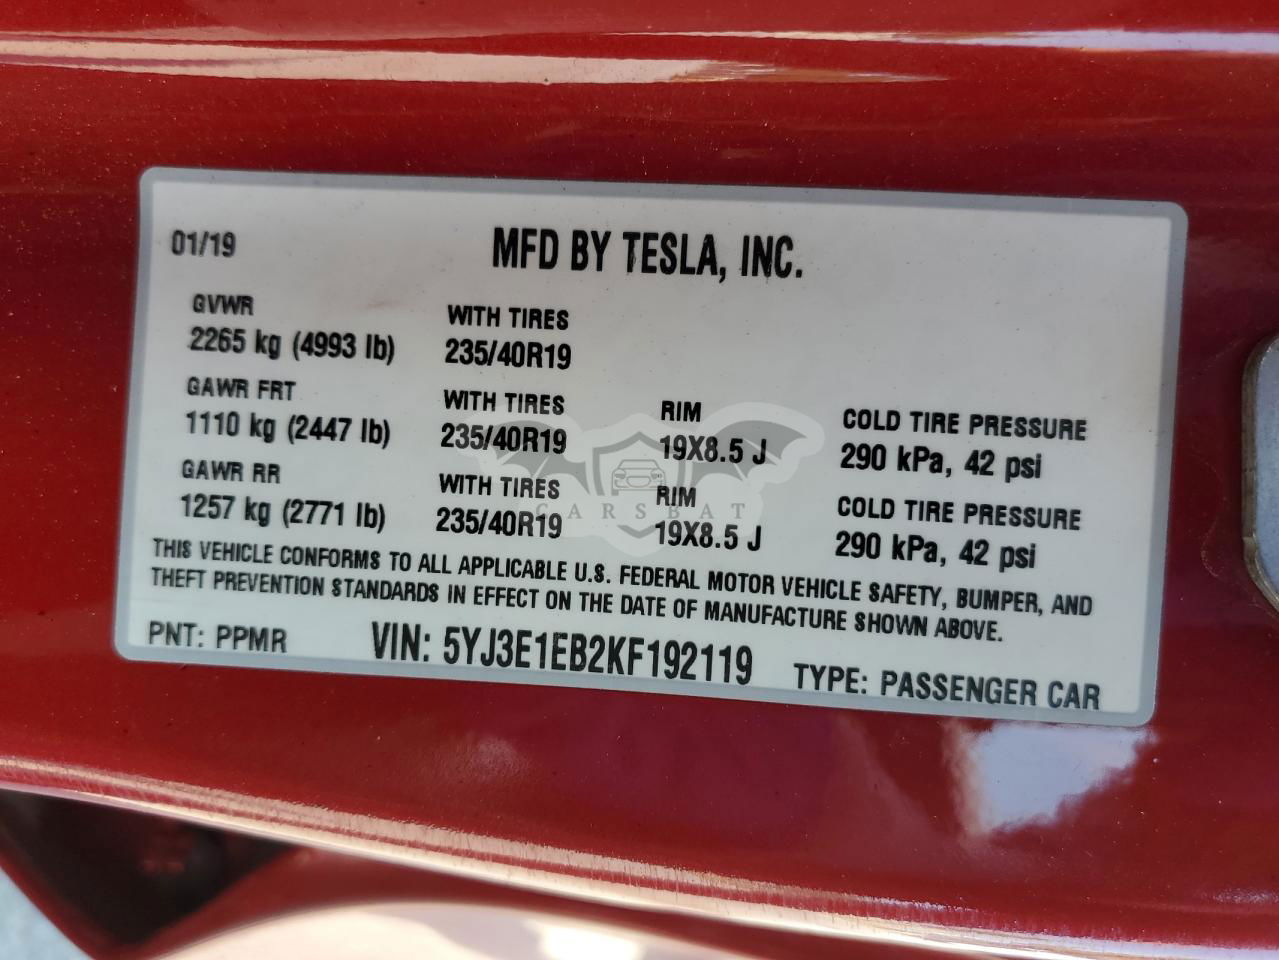 01/19 MFD BY TESLA, INC.
GVWR WITH TIRES
2265 kg (4993 lb) 235/40R19
GAWR FRT WITH TIRES RIM COLD TIRE PRESSURE
1110 kg (2447 lb) 235/40R19 19X8.5 J 290 kPa, 42 psi
GAWR RR WITH TIRES RIM COLD TIRE PRESSURE
1257 kg (2771 lb) 235/40R19 19X8.5 J 290 kPa, 42 psi
CARSBAT
THIS VEHICLE CONFORMS TO ALL APPLICABLE U.S. FEDERAL MOTOR VEHICLE SAFETY, BUMPER, AND
THEFT PREVENTION STANDARDS IN EFFECT ON THE DATE OF MANUFACTURE SHOWN ABOVE.
PNT: PPMR VIN: 5YJ3E1EB2KF192119 TYPE: PASSENGER CAR